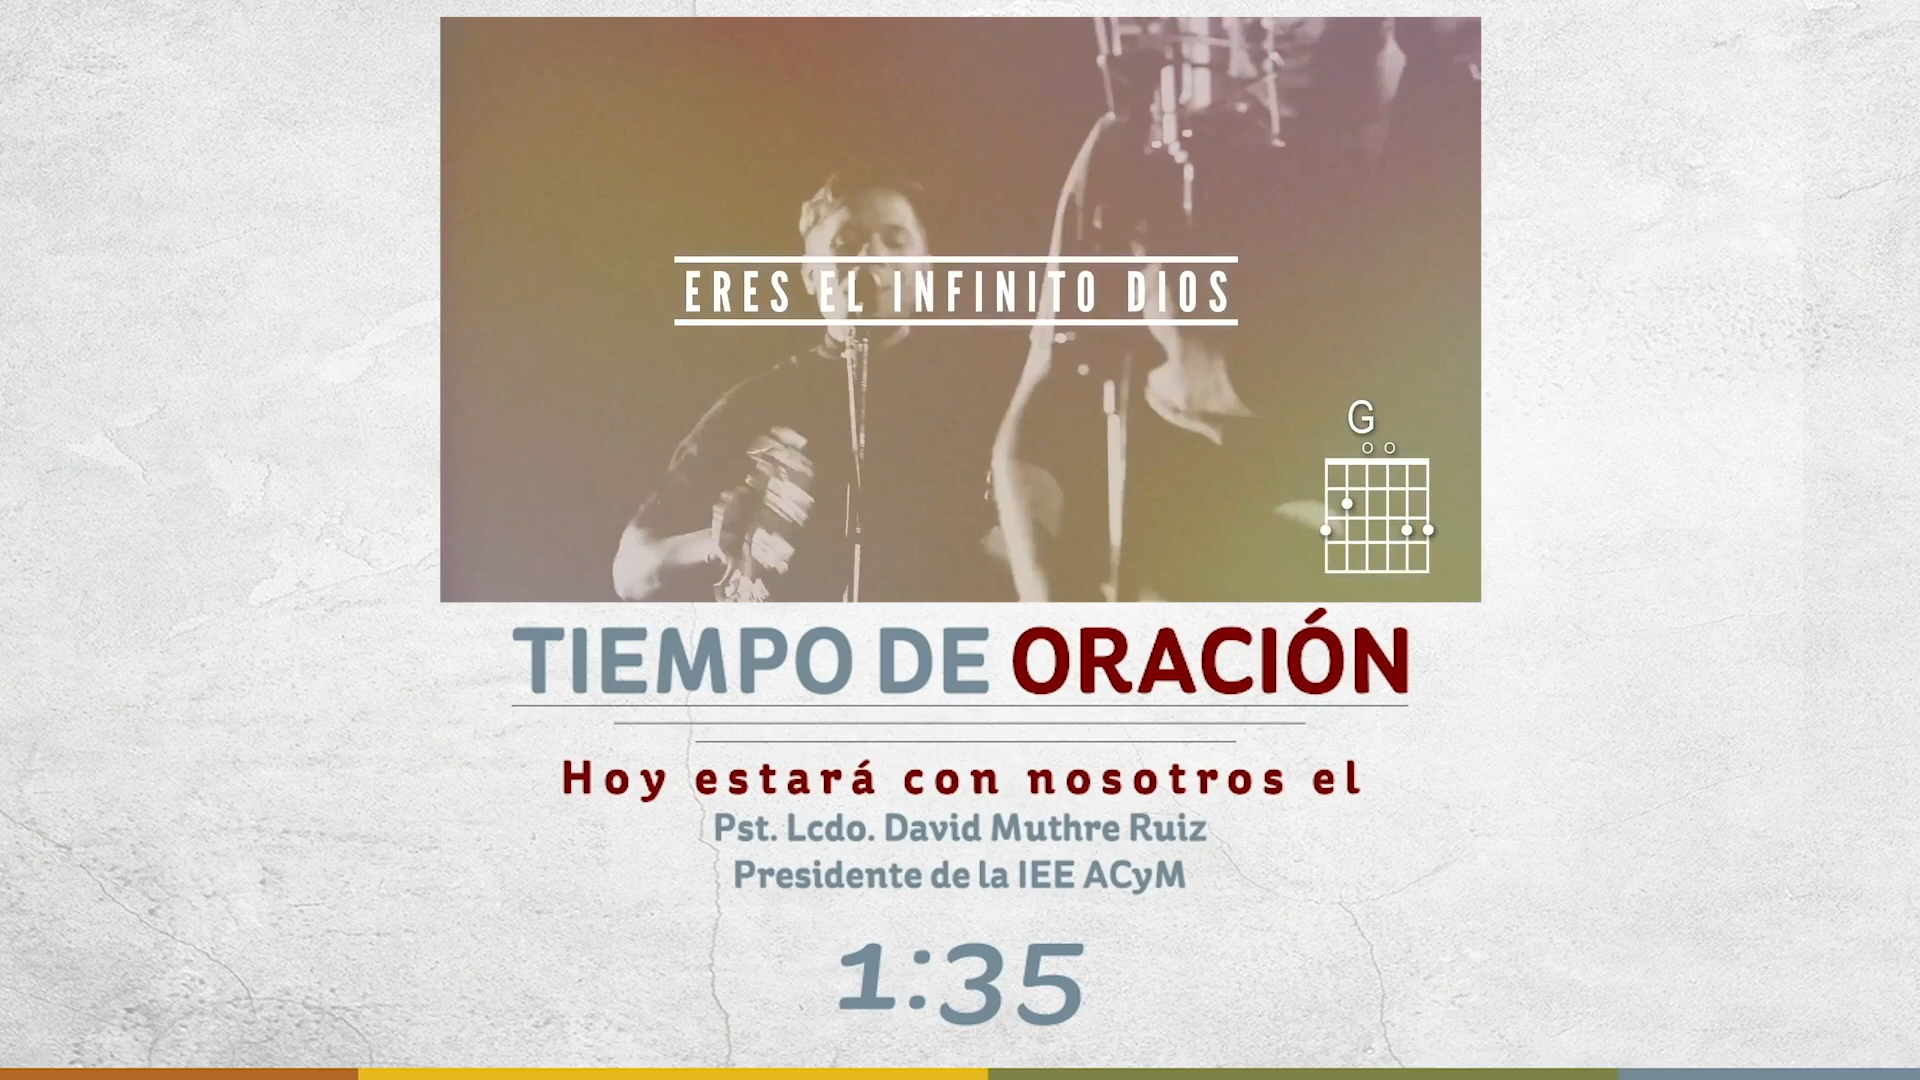 ERES EL INFINITO DIOS
G
TIEMPO DE ORACIÓN
Hoy estará con nosotros el
Pst. Lcdo. David Muthre Ruiz
Presidente de la IEE ACyM
1:35